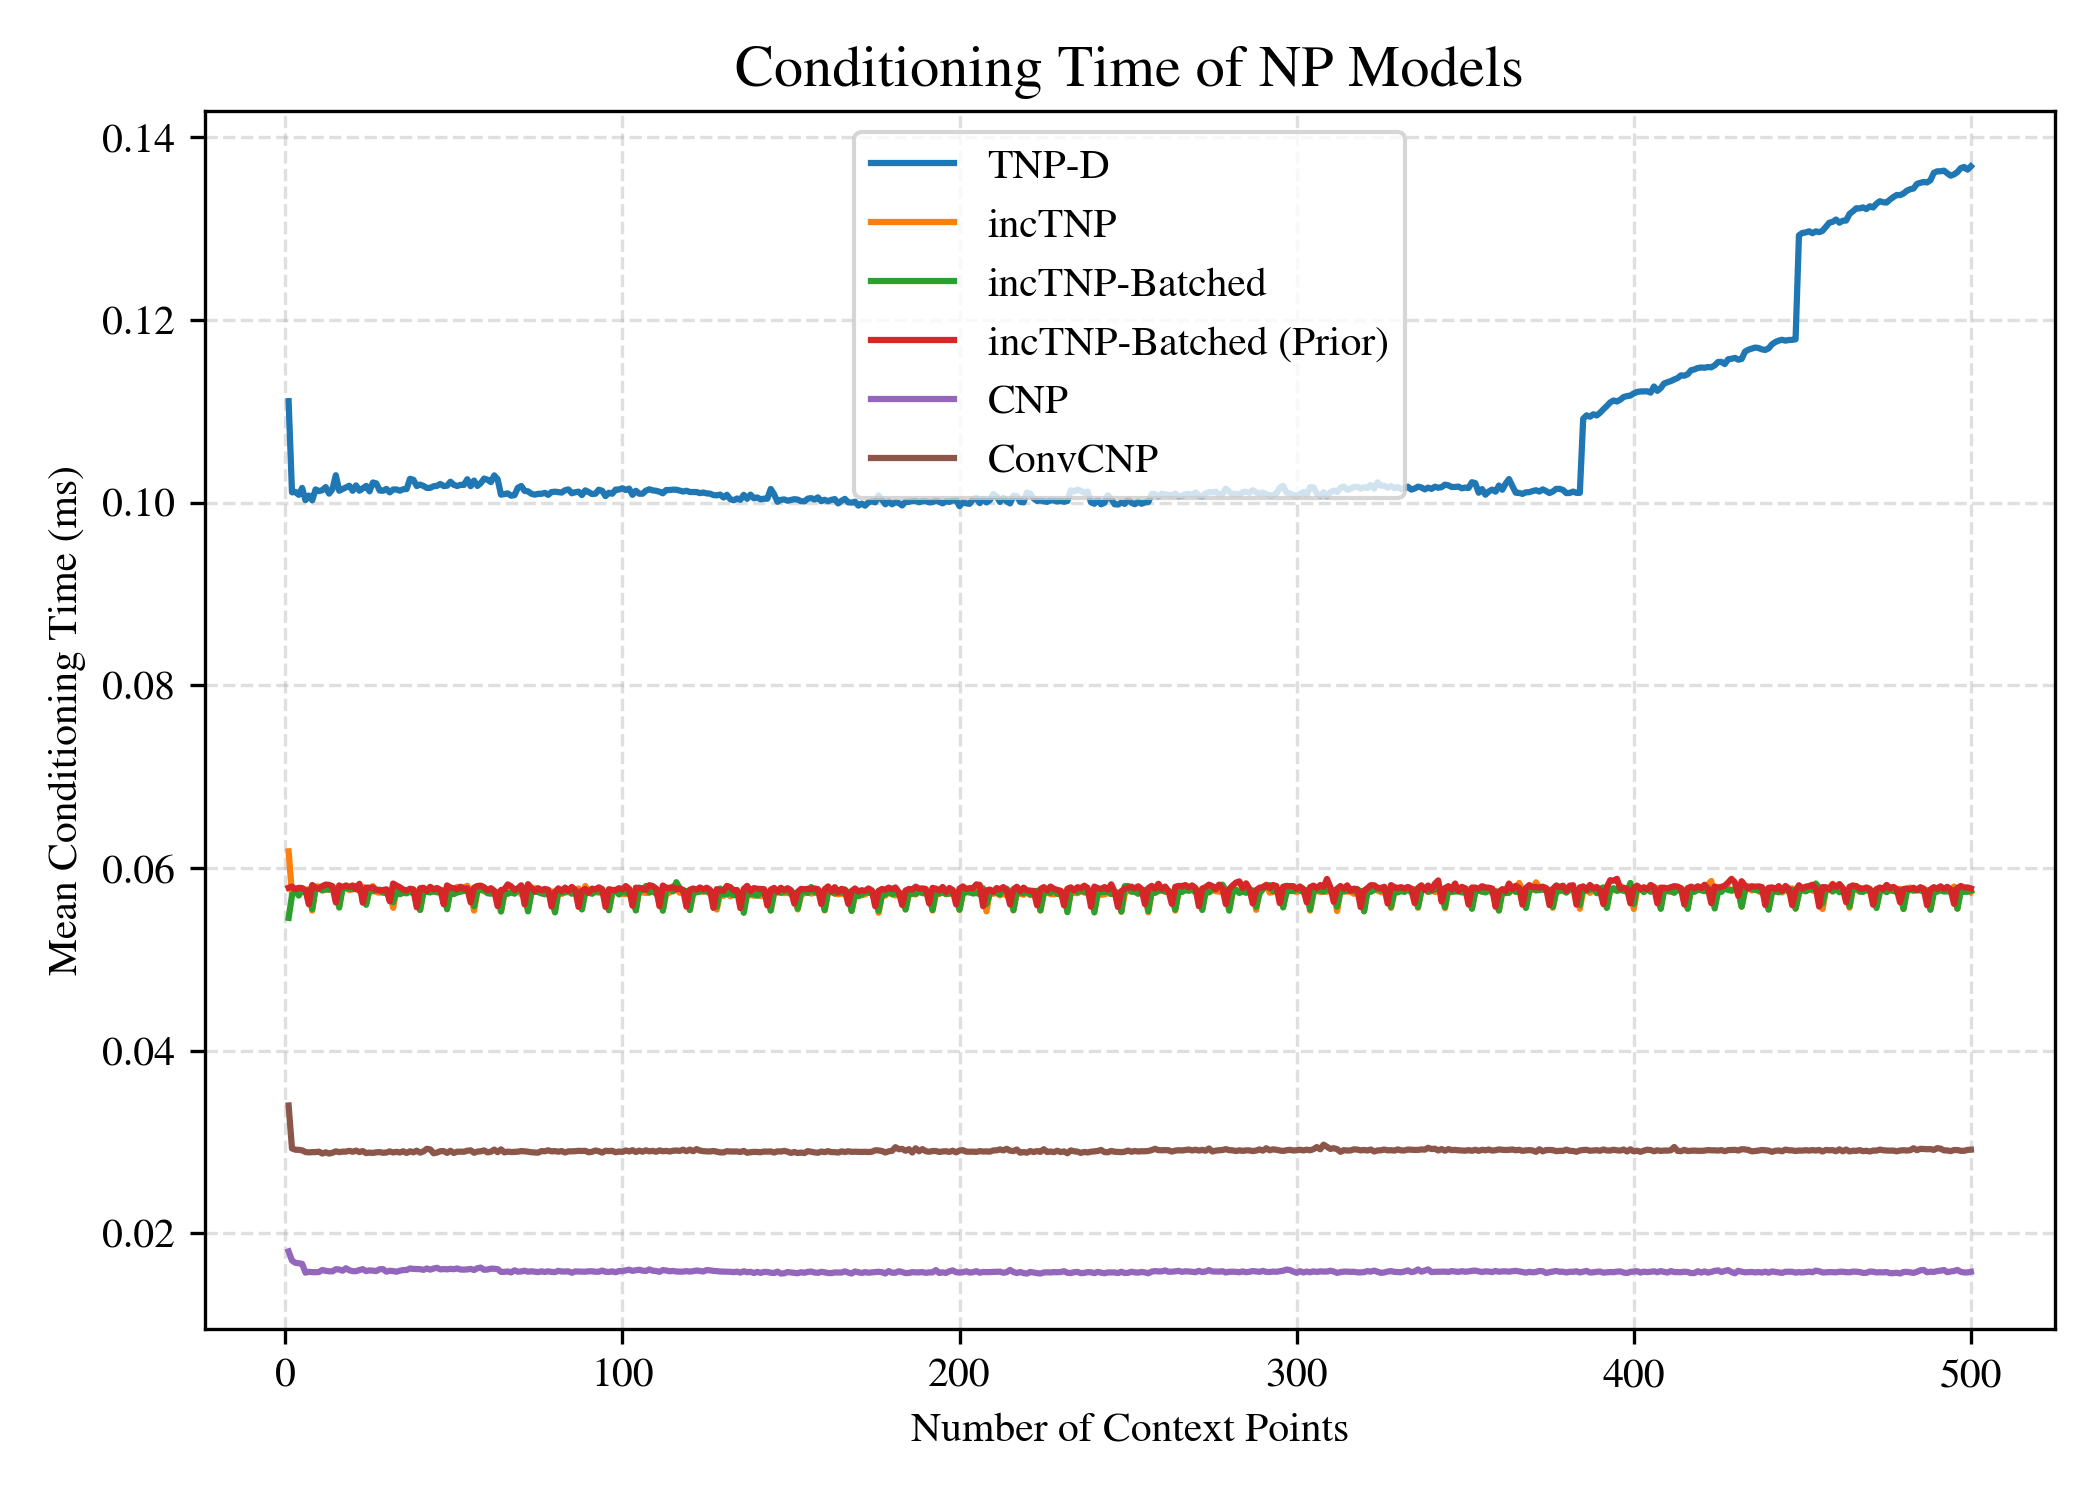 Conditioning Time of NP Models
0.14
0.12
0.10
0.08
0.06
0.04
0.02
Mean Conditioning Time (ms)
TNP-D
incTNP
incTNP-Batched
incTNP-Batched (Prior)
CNP
ConvCNP
0
100
200
300
400
500
Number of Context Points